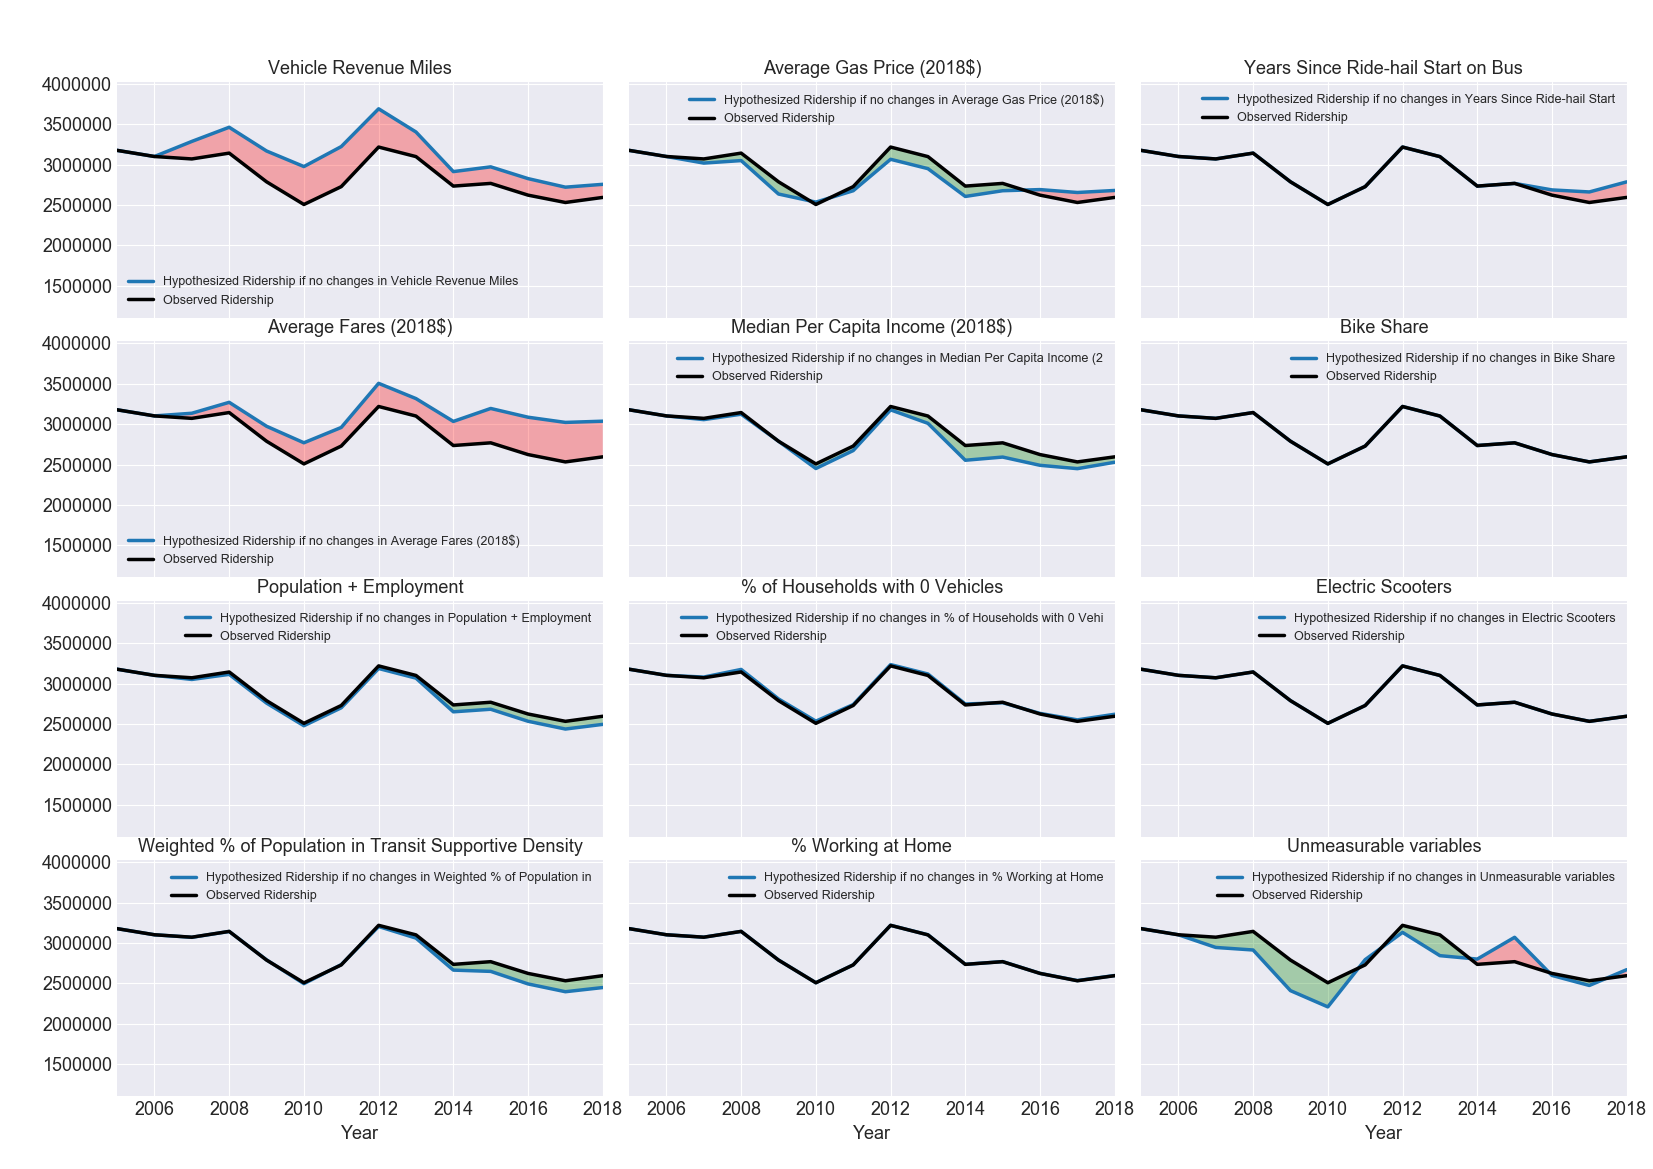 Vehicle Revenue Miles
4000000
3500000
3000000
2500000
2000000
1500000
Hypothesized Ridership if no changes in Vehicle Revenue Miles
Observed Ridership
Average Gas Price (2018$)
Hypothesized Ridership if no changes in Average Gas Price (2018$)
Observed Ridership
Years Since Ride-hail Start on Bus
Hypothesized Ridership if no changes in Years Since Ride-hail Start
Observed Ridership
Average Fares (2018$)
4000000
3500000
3000000
2500000
2000000
1500000
Hypothesized Ridership if no changes in Average Fares (2018$)
Observed Ridership
Median Per Capita Income (2018$)
Hypothesized Ridership if no changes in Median Per Capita Income (2
Observed Ridership
Bike Share
Hypothesized Ridership if no changes in Bike Share
Observed Ridership
Population + Employment
4000000
3500000
3000000
2500000
2000000
1500000
Hypothesized Ridership if no changes in Population + Employment
Observed Ridership
% of Households with 0 Vehicles
Hypothesized Ridership if no changes in % of Households with 0 Vehi
Observed Ridership
Electric Scooters
Hypothesized Ridership if no changes in Electric Scooters
Observed Ridership
Weighted % of Population in Transit Supportive Density
4000000
3500000
3000000
2500000
2000000
1500000
Hypothesized Ridership if no changes in Weighted % of Population in
Observed Ridership
2006 2008 2010 2012 2014 2016 2018
Year
% Working at Home
Hypothesized Ridership if no changes in % Working at Home
Observed Ridership
2006 2008 2010 2012 2014 2016 2018
Year
Unmeasurable variables
Hypothesized Ridership if no changes in Unmeasurable variables
Observed Ridership
2006 2008 2010 2012 2014 2016 2018
Year